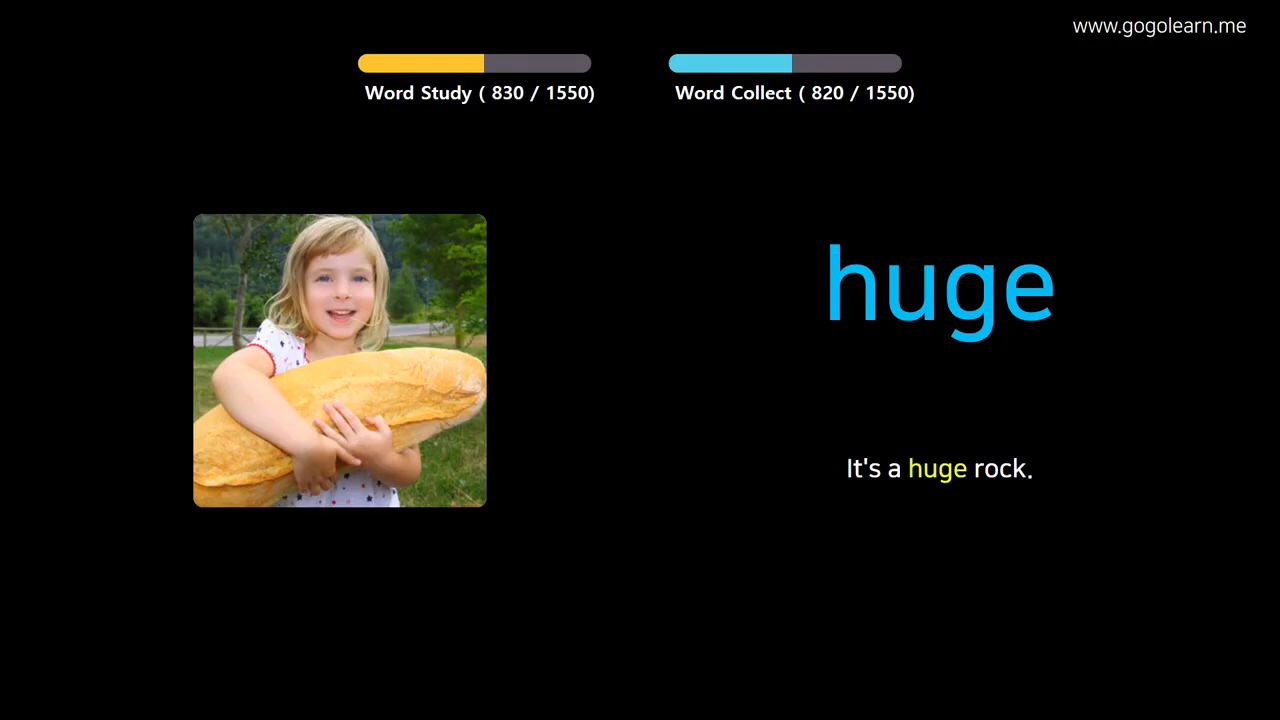 www.gogolearn.me
Word Study ( 830 / 1550)
Word Collect ( 820 / 1550)
huge
It's a huge rock.